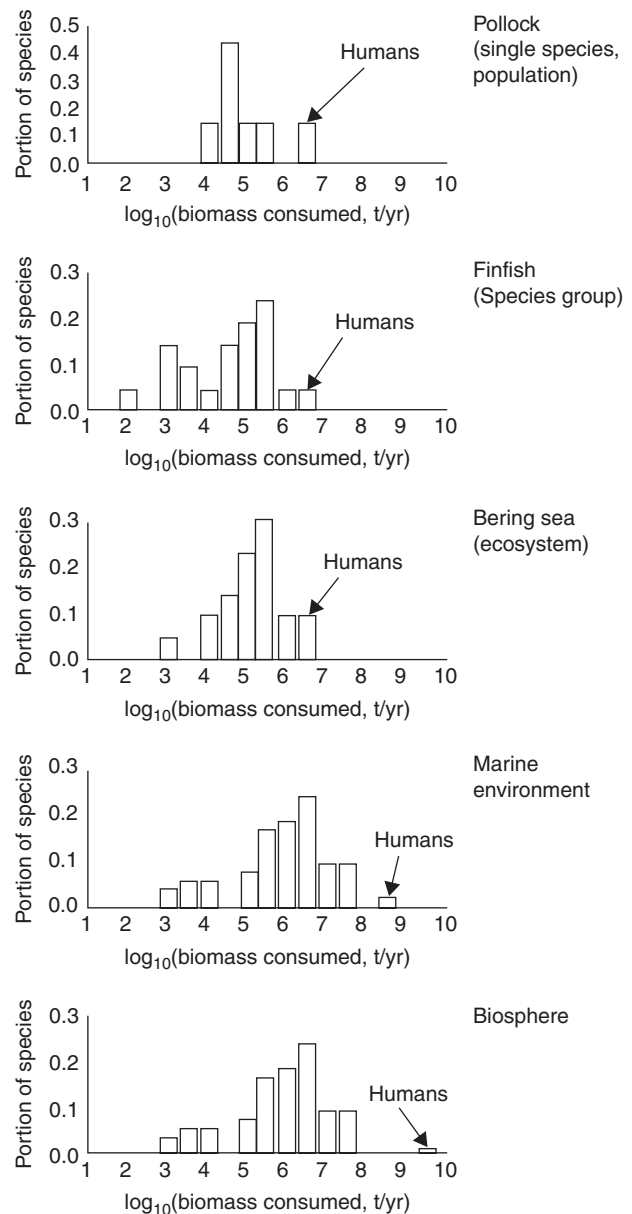 0.5
Pollock
(single species,
population)
0.4
Humans
0.3
0.2
0.1
0.0
Portion of species
1 2 3 4 5 6 7 8 9 10
log₁₀(biomass consumed, t/yr)
0.3
Finfish
(Species group)
0.2
Humans
0.1
0.0
Portion of species
1 2 3 4 5 6 7 8 9 10
log₁₀(biomass consumed, t/yr)
0.3
Bering sea
(ecosystem)
Humans
0.2
0.1
0.0
Portion of species
1 2 3 4 5 6 7 8 9 10
log₁₀(biomass consumed, t/yr)
0.3
Marine
environment
0.2
Humans
0.1
0.0
Portion of species
1 2 3 4 5 6 7 8 9 10
log₁₀(biomass consumed, t/yr)
0.3
Biosphere
0.2
Humans
0.1
0.0
Portion of species
1 2 3 4 5 6 7 8 9 10
log₁₀(biomass consumed, t/yr)